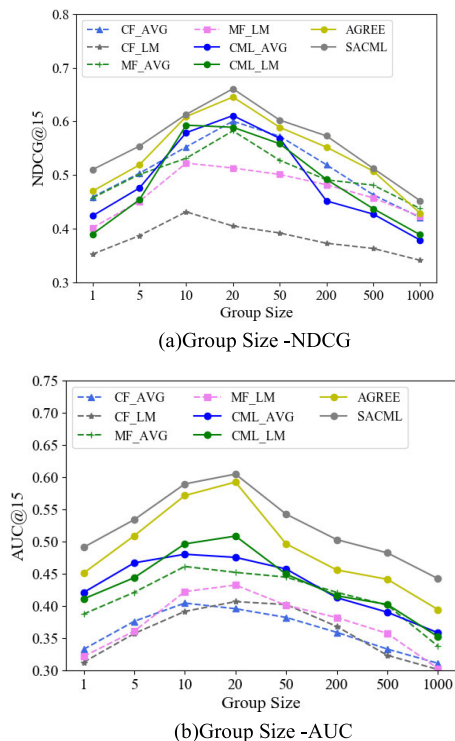 0.8
0.7
0.6
0.5
0.4
0.3
NDCG@15
CF_AVG
CF_LM
MF_AVG
MF_LM
CML_AVG
CML_LM
AGREE
SACML
1 5 10 20 50 200 500 1000
Group Size
(a)Group Size -NDCG
0.75
0.70
0.65
0.60
0.55
0.50
0.45
0.40
0.35
0.30
AUC@15
CF_AVG
CF_LM
MF_AVG
MF_LM
CML_AVG
CML_LM
AGREE
SACML
1 5 10 20 50 200 500 1000
Group Size
(b)Group Size -AUC